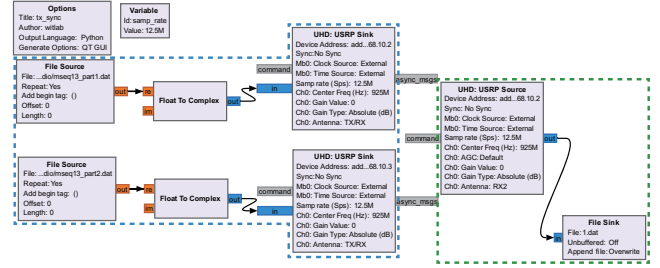 Options
Title: tx_sync
Author: witlab
Output Language: Python
Generate Options: QT GUI
Variable
Id:samp_rate
Value: 12.5M
File Source
File: ...dio/mseq13_part1.dat
Repeat:Yes
Add begin tag: ()
Offset: 0
Length: 0
out
re
im
Float To Complex
out
command
in
UHD: USRP Sink
Device Address: add...68.10.2
Sync:No Sync
Mb0: Clock Source: External
Mb0: Time Source: External
Samp rate (Sps): 12.5M
Ch0: Center Freq (Hz): 925M
Ch0: Gain Value: 0
Ch0: Gain Type: Absolute (dB)
Ch0: Antenna: TX/RX
async_msgs
File Source
File: ...dio/mseq13_part2.dat
Repeat:Yes
Add begin tag: ()
Offset: 0
Length: 0
out
re
im
Float To Complex
out
command
in
UHD: USRP Sink
Device Address: add...68.10.3
Sync:No Sync
Mb0: Clock Source: External
Mb0: Time Source: External
Samp rate (Sps): 12.5M
Ch0: Center Freq (Hz): 925M
Ch0: Gain Value: 0
Ch0: Gain Type: Absolute (dB)
Ch0: Antenna: TX/RX
async_msgs
command
UHD: USRP Source
Device Address: add...68.10.2
Sync: No Sync
Mb0: Clock Source: External
Mb0: Time Source: External
Samp rate (Sps): 12.5M
Ch0: Center Freq (Hz): 925M
Ch0: AGC: Default
Ch0: Gain Value: 0
Ch0: Gain Type: Absolute (dB)
Ch0: Antenna: RX2
out
in
File Sink
File: 1.dat
Unbuffered: Off
Append file:Overwrite